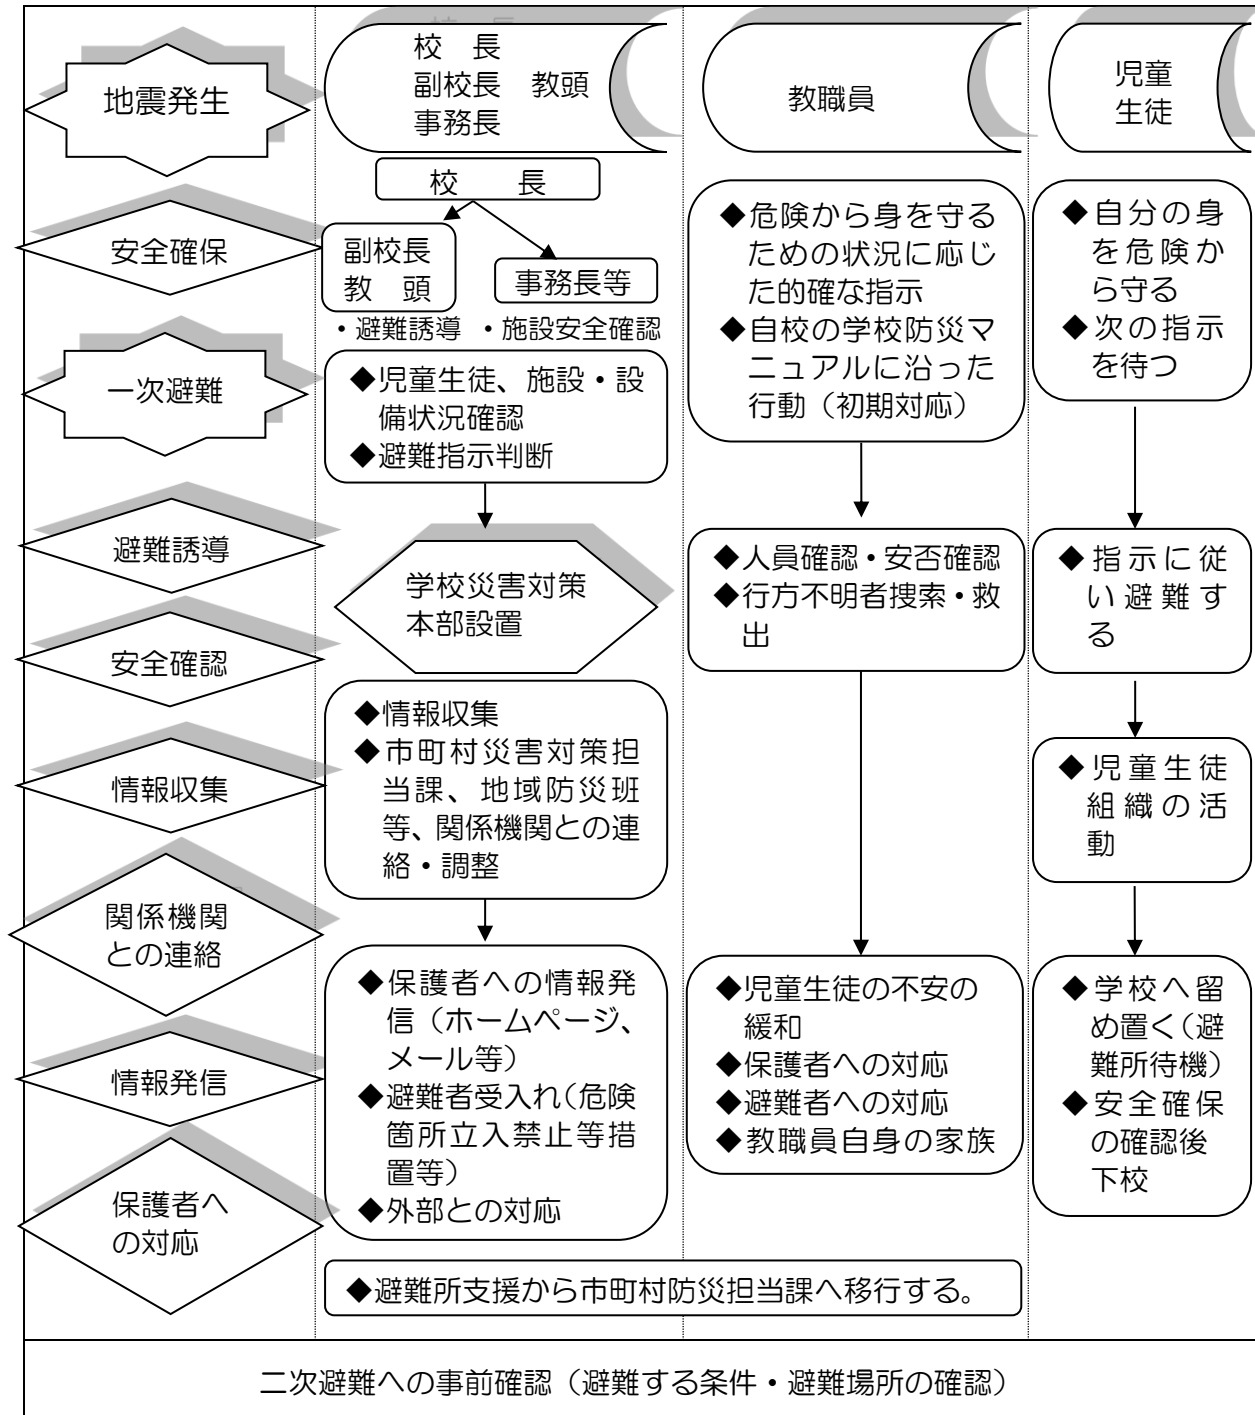 地震発生
校　長
副校長　教頭
事務長
教職員
児童
生徒
校　　長
副校長
教　頭
事務長等
・避難誘導　・施設安全確認
◆児童生徒、施設・設
備状況確認
◆避難指示判断
◆危険から身を守る
ための状況に応じ
た的確な指示
◆自校の学校防災マ
ニュアルに沿った
行動（初期対応）
◆自分の身
を危険か
ら守る
◆次の指示
を待つ
安全確保
一次避難
避難誘導
学校災害対策
本部設置
◆人員確認・安否確認
◆行方不明者捜索・救
出
◆指示に従
い避難す
る
安全確認
情報収集
◆情報収集
◆市町村災害対策担
当課、地域防災班
等、関係機関との連
絡・調整
◆児童生徒
組織の活
動
関係機関
との連絡
情報発信
保護者へ
の対応
◆保護者への情報発
信（ホームページ、
メール等）
◆避難者受入れ（危険
箇所立入禁止等措
置等）
◆外部との対応
◆児童生徒の不安の
緩和
◆保護者への対応
◆避難者への対応
◆教職員自身の家族
◆学校へ留
め置く（避
難所待機）
◆安全確保
の確認後
下校
◆避難所支援から市町村防災担当課へ移行する。
二次避難への事前確認（避難する条件・避難場所の確認）